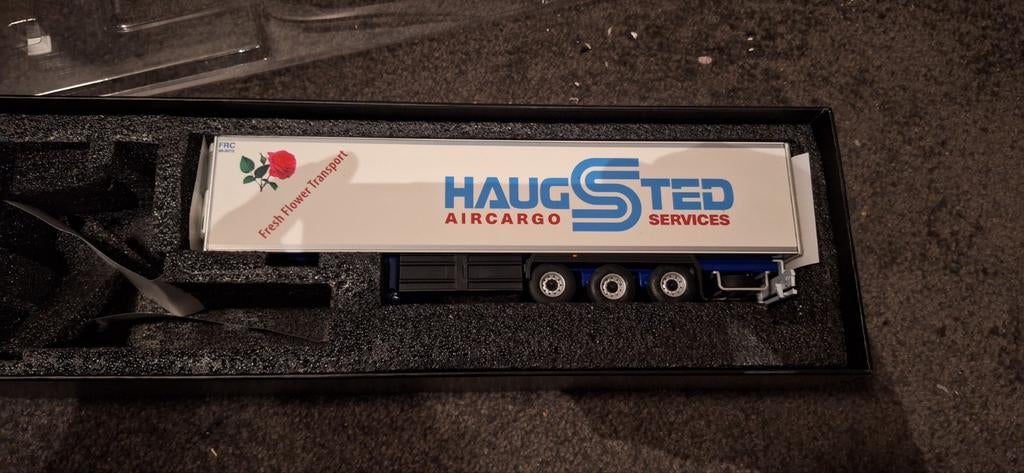 FRC
Fresh Flower Transport
HAUGSTED
AIRCARGO SERVICES